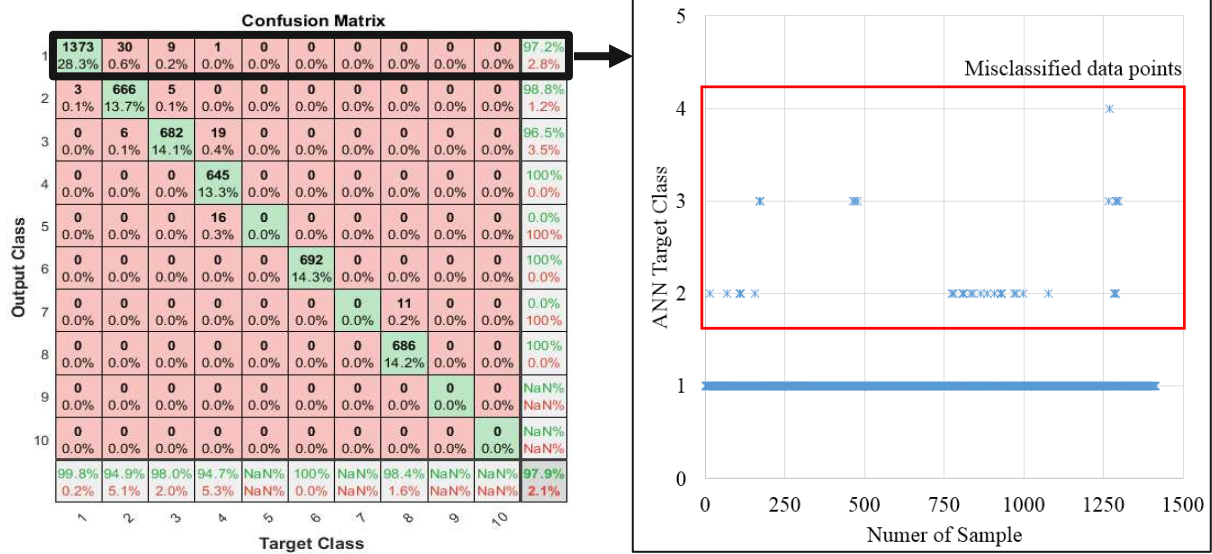 Confusion Matrix
1 1373 30 9 1 0 0 0 0 0 0 97.2%
28.3% 0.6% 0.2% 0.0% 0.0% 0.0% 0.0% 0.0% 0.0% 0.0% 2.8%
2 3 666 5 0 0 0 0 0 0 0 98.8%
0.1% 13.7% 0.1% 0.0% 0.0% 0.0% 0.0% 0.0% 0.0% 0.0% 1.2%
3 0 6 682 19 0 0 0 0 0 0 96.5%
0.0% 0.1% 14.1% 0.4% 0.0% 0.0% 0.0% 0.0% 0.0% 0.0% 3.5%
4 0 0 0 645 0 0 0 0 0 0 100%
0.0% 0.0% 0.0% 13.3% 0.0% 0.0% 0.0% 0.0% 0.0% 0.0% 0.0%
5 0 0 0 16 0 0 0 0 0 0 0.0%
0.0% 0.0% 0.0% 0.3% 0.0% 0.0% 0.0% 0.0% 0.0% 0.0% 100%
6 0 0 0 0 0 692 0 0 0 0 100%
0.0% 0.0% 0.0% 0.0% 0.0% 14.3% 0.0% 0.0% 0.0% 0.0% 0.0%
7 0 0 0 0 0 0 0 11 0 0 0.0%
0.0% 0.0% 0.0% 0.0% 0.0% 0.0% 0.0% 0.2% 0.0% 0.0% 100%
8 0 0 0 0 0 0 0 686 0 0 100%
0.0% 0.0% 0.0% 0.0% 0.0% 0.0% 0.0% 14.2% 0.0% 0.0% 0.0%
9 0 0 0 0 0 0 0 0 0 0 NaN%
0.0% 0.0% 0.0% 0.0% 0.0% 0.0% 0.0% 0.0% 0.0% 0.0% NaN%
10 0 0 0 0 0 0 0 0 0 0 NaN%
0.0% 0.0% 0.0% 0.0% 0.0% 0.0% 0.0% 0.0% 0.0% 0.0% NaN%
99.8% 94.9% 98.0% 94.7% NaN% 100% NaN% 98.4% NaN% NaN% 97.9%
0.2% 5.1% 2.0% 5.3% NaN% 0.0% NaN% 1.6% NaN% NaN% 2.1%
1 2 3 4 5 6 7 8 9 10
Target Class
Output Class
Misclassified data points
5
4
3
2
1
0
0 250 500 750 1000 1250 1500
Numer of Sample
ANN Target Class